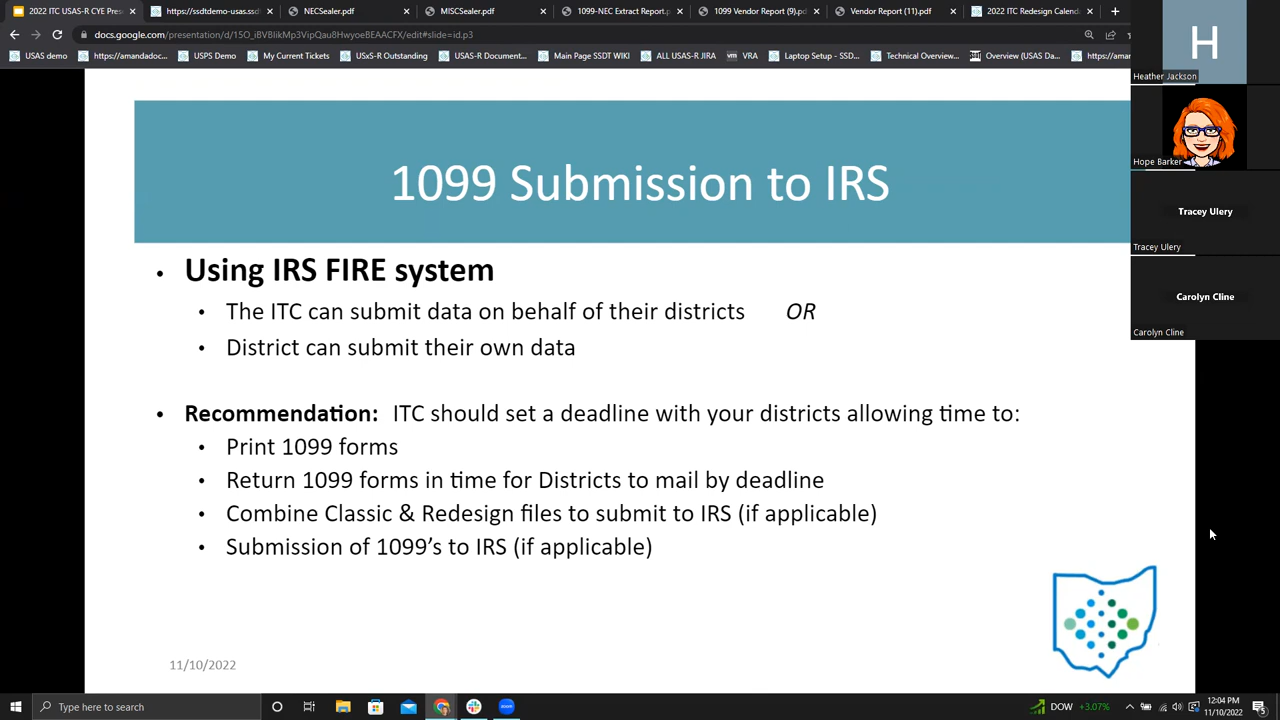 2022 ITC USAS-R CYE Pres
https://ssdtdemo-usast.ssdt.i
NECSealer.pdf
MISCSealer.pdf
1099-NEC Extract Report.p
1099 Vendor Report (9).pd
Vendor Report (11).pdf
2022 ITC Redesign Calenda
docs.google.com/presentation/d/15O_iBVBIikMp3VipQau8HwyoeBEAACFX/edit#slide=id.p3
USAS demo
https://amandadoc...
USPS Demo
My Current Tickets
USxS-R Outstanding
USAS-R Document...
Main Page SSDT WIKI
ALL USAS-R JIRA
vm VRA
Laptop Setup - SSD...
Technical Overview...
Overview (USAS Da...
https://aman
H
Heather Jackson
Hope Barker
Tracey Ulery
Tracey Ulery
Carolyn Cline
Carolyn Cline
1099 Submission to IRS
• Using IRS FIRE system
• The ITC can submit data on behalf of their districts OR
• District can submit their own data
• Recommendation: ITC should set a deadline with your districts allowing time to:
• Print 1099 forms
• Return 1099 forms in time for Districts to mail by deadline
• Combine Classic & Redesign files to submit to IRS (if applicable)
• Submission of 1099’s to IRS (if applicable)
11/10/2022
Type here to search
DOW +3.07%
12:04 PM
11/10/2022